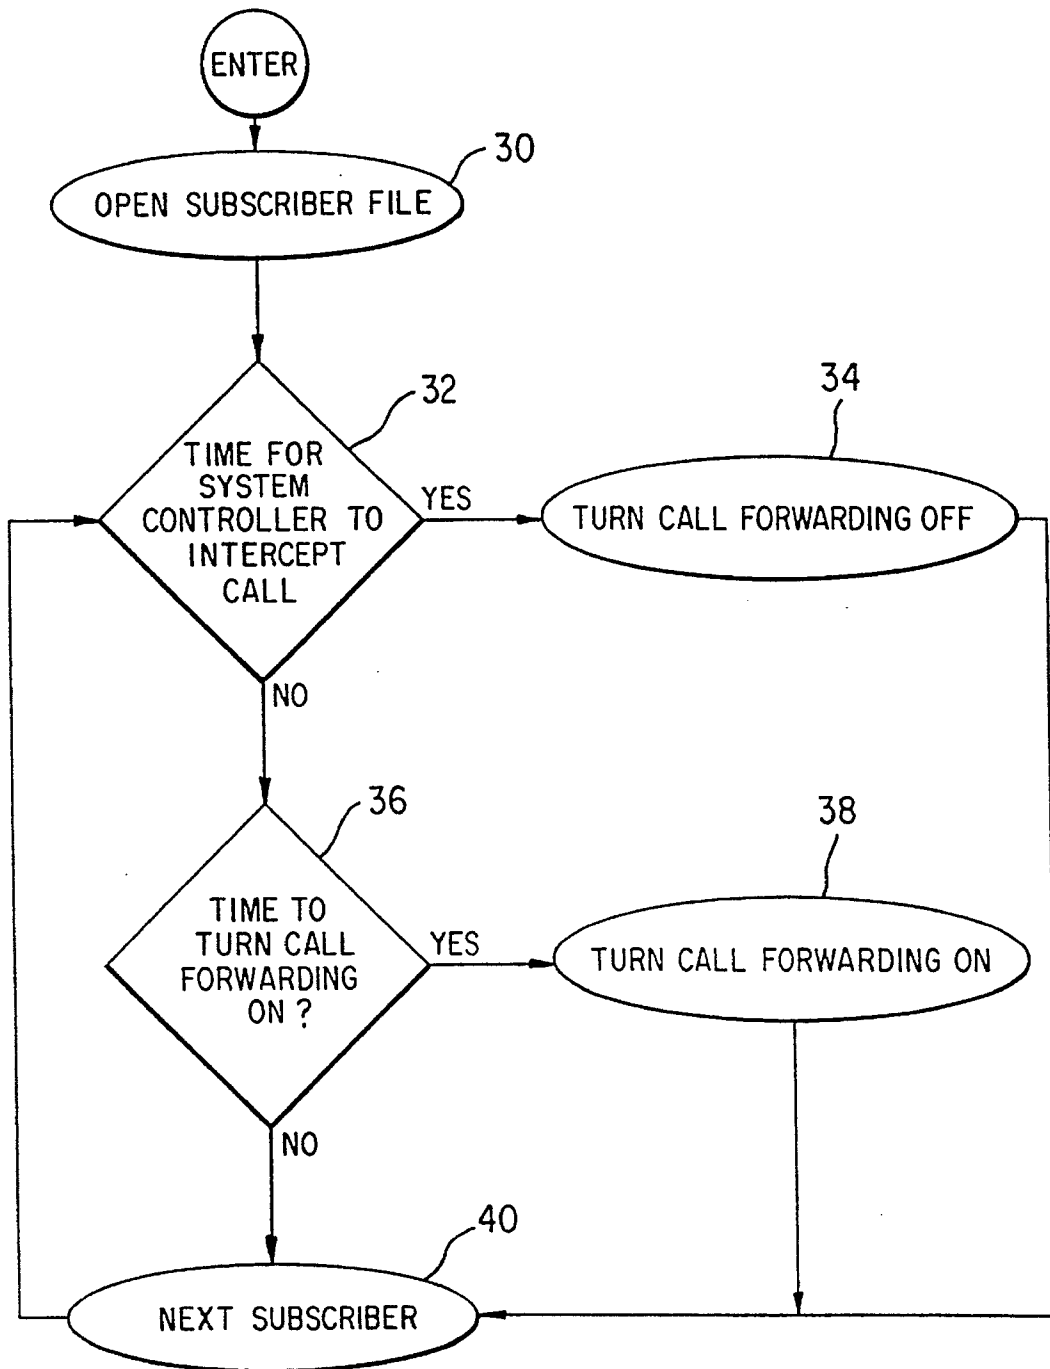 ENTER
30
OPEN SUBSCRIBER FILE
32
34
TIME FOR
SYSTEM
CONTROLLER TO
INTERCEPT
CALL
YES
TURN CALL FORWARDING OFF
NO
36
38
TIME TO
TURN CALL
FORWARDING
ON ?
YES
TURN CALL FORWARDING ON
NO
40
NEXT SUBSCRIBER